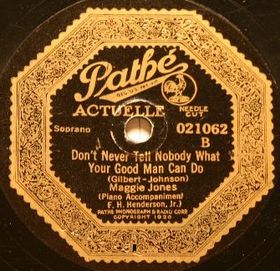 Pathé
ACTUELLE
NEEDLE
CUT
Soprano
021062
B
Don't Never Tell Nobody What
Your Good Man Can Do
(Gilbert-Johnson)
Maggie Jones
(Piano Accompaniment
F. H. Henderson, Jr.)
PATHE PHONOGRAPH & RADIO CORP
COPYRIGHT 1920